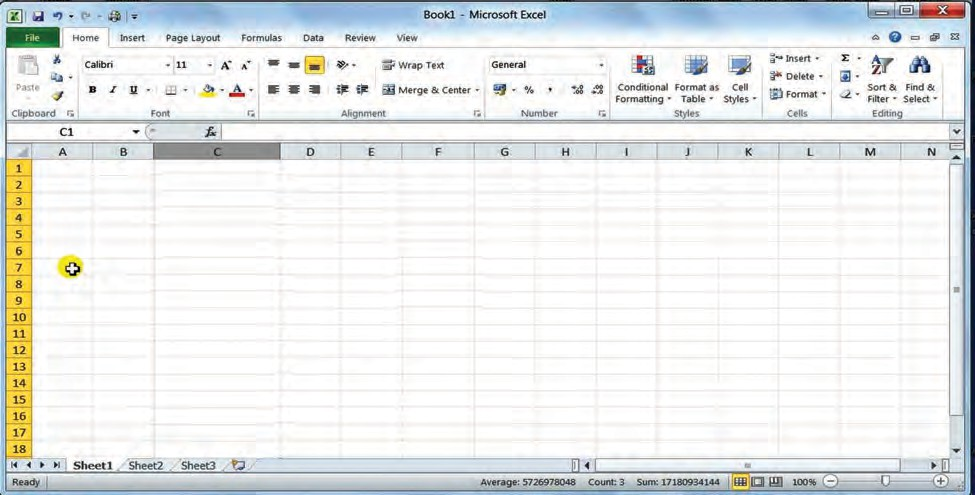 Book1 - Microsoft Excel
File Home Insert Page Layout Formulas Data Review View
Calibri 11 Wrap Text General Insert Σ
Paste Delete
B I U Merge & Center % , Conditional Formatting Format as Table Cell Styles Format Sort & Filter Find & Select
Clipboard Font Alignment Number Styles Cells Editing
C1 fx
A B C D E F G H I J K L M N
1
2
3
4
5
6
7
8
9
10
11
12
13
14
15
16
17
18
Sheet1 Sheet2 Sheet3
Ready Average: 5726978048 Count: 3 Sum: 17180934144 100%